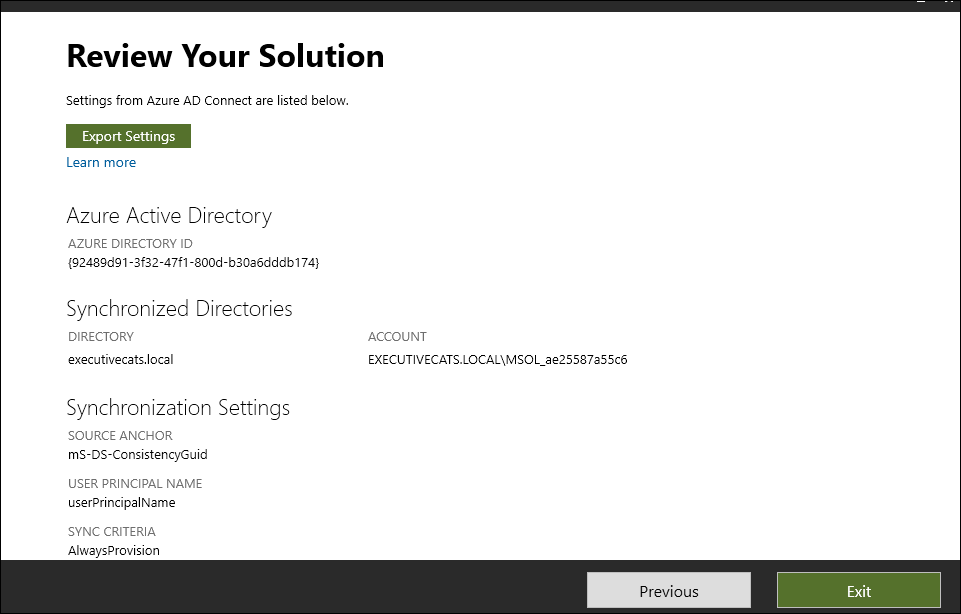 Review Your Solution
Settings from Azure AD Connect are listed below.
Export Settings
Learn more
Azure Active Directory
AZURE DIRECTORY ID
{92489d91-3f32-47f1-800d-b30a6dddb174}
Synchronized Directories
DIRECTORY ACCOUNT
executivecats.local EXECUTIVECATS.LOCAL\MSOL_ae25587a55c6
Synchronization Settings
SOURCE ANCHOR
mS-DS-ConsistencyGuid
USER PRINCIPAL NAME
userPrincipalName
SYNC CRITERIA
AlwaysProvision
Previous Exit